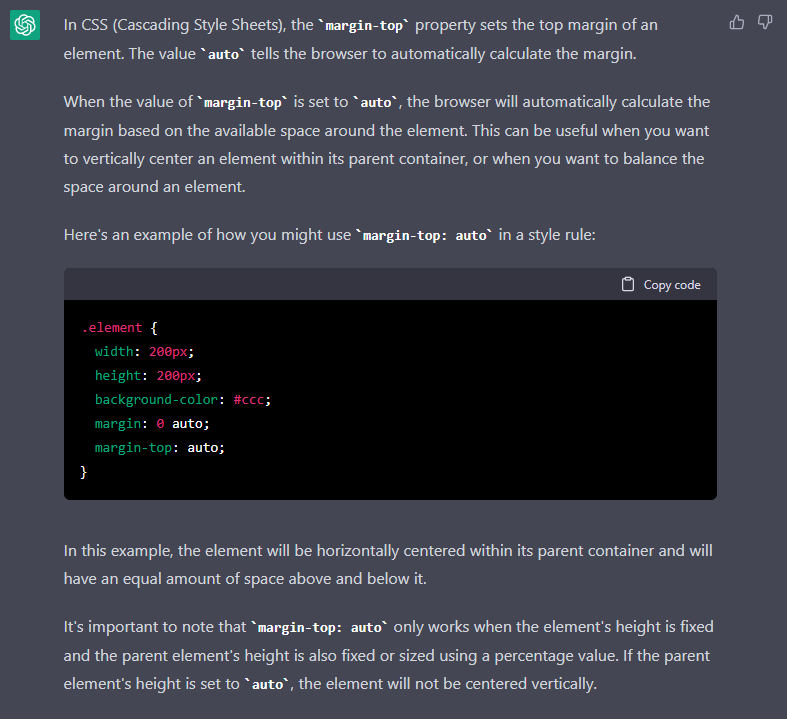 In CSS (Cascading Style Sheets), the `margin-top` property sets the top margin of an
element. The value `auto` tells the browser to automatically calculate the margin.
When the value of `margin-top` is set to `auto`, the browser will automatically calculate the
margin based on the available space around the element. This can be useful when you want
to vertically center an element within its parent container, or when you want to balance the
space around an element.
Here's an example of how you might use `margin-top: auto` in a style rule:
Copy code
.element {
  width: 200px;
  height: 200px;
  background-color: #ccc;
  margin: 0 auto;
  margin-top: auto;
}
In this example, the element will be horizontally centered within its parent container and will
have an equal amount of space above and below it.
It's important to note that `margin-top: auto` only works when the element's height is fixed
and the parent element's height is also fixed or sized using a percentage value. If the parent
element's height is set to `auto`, the element will not be centered vertically.